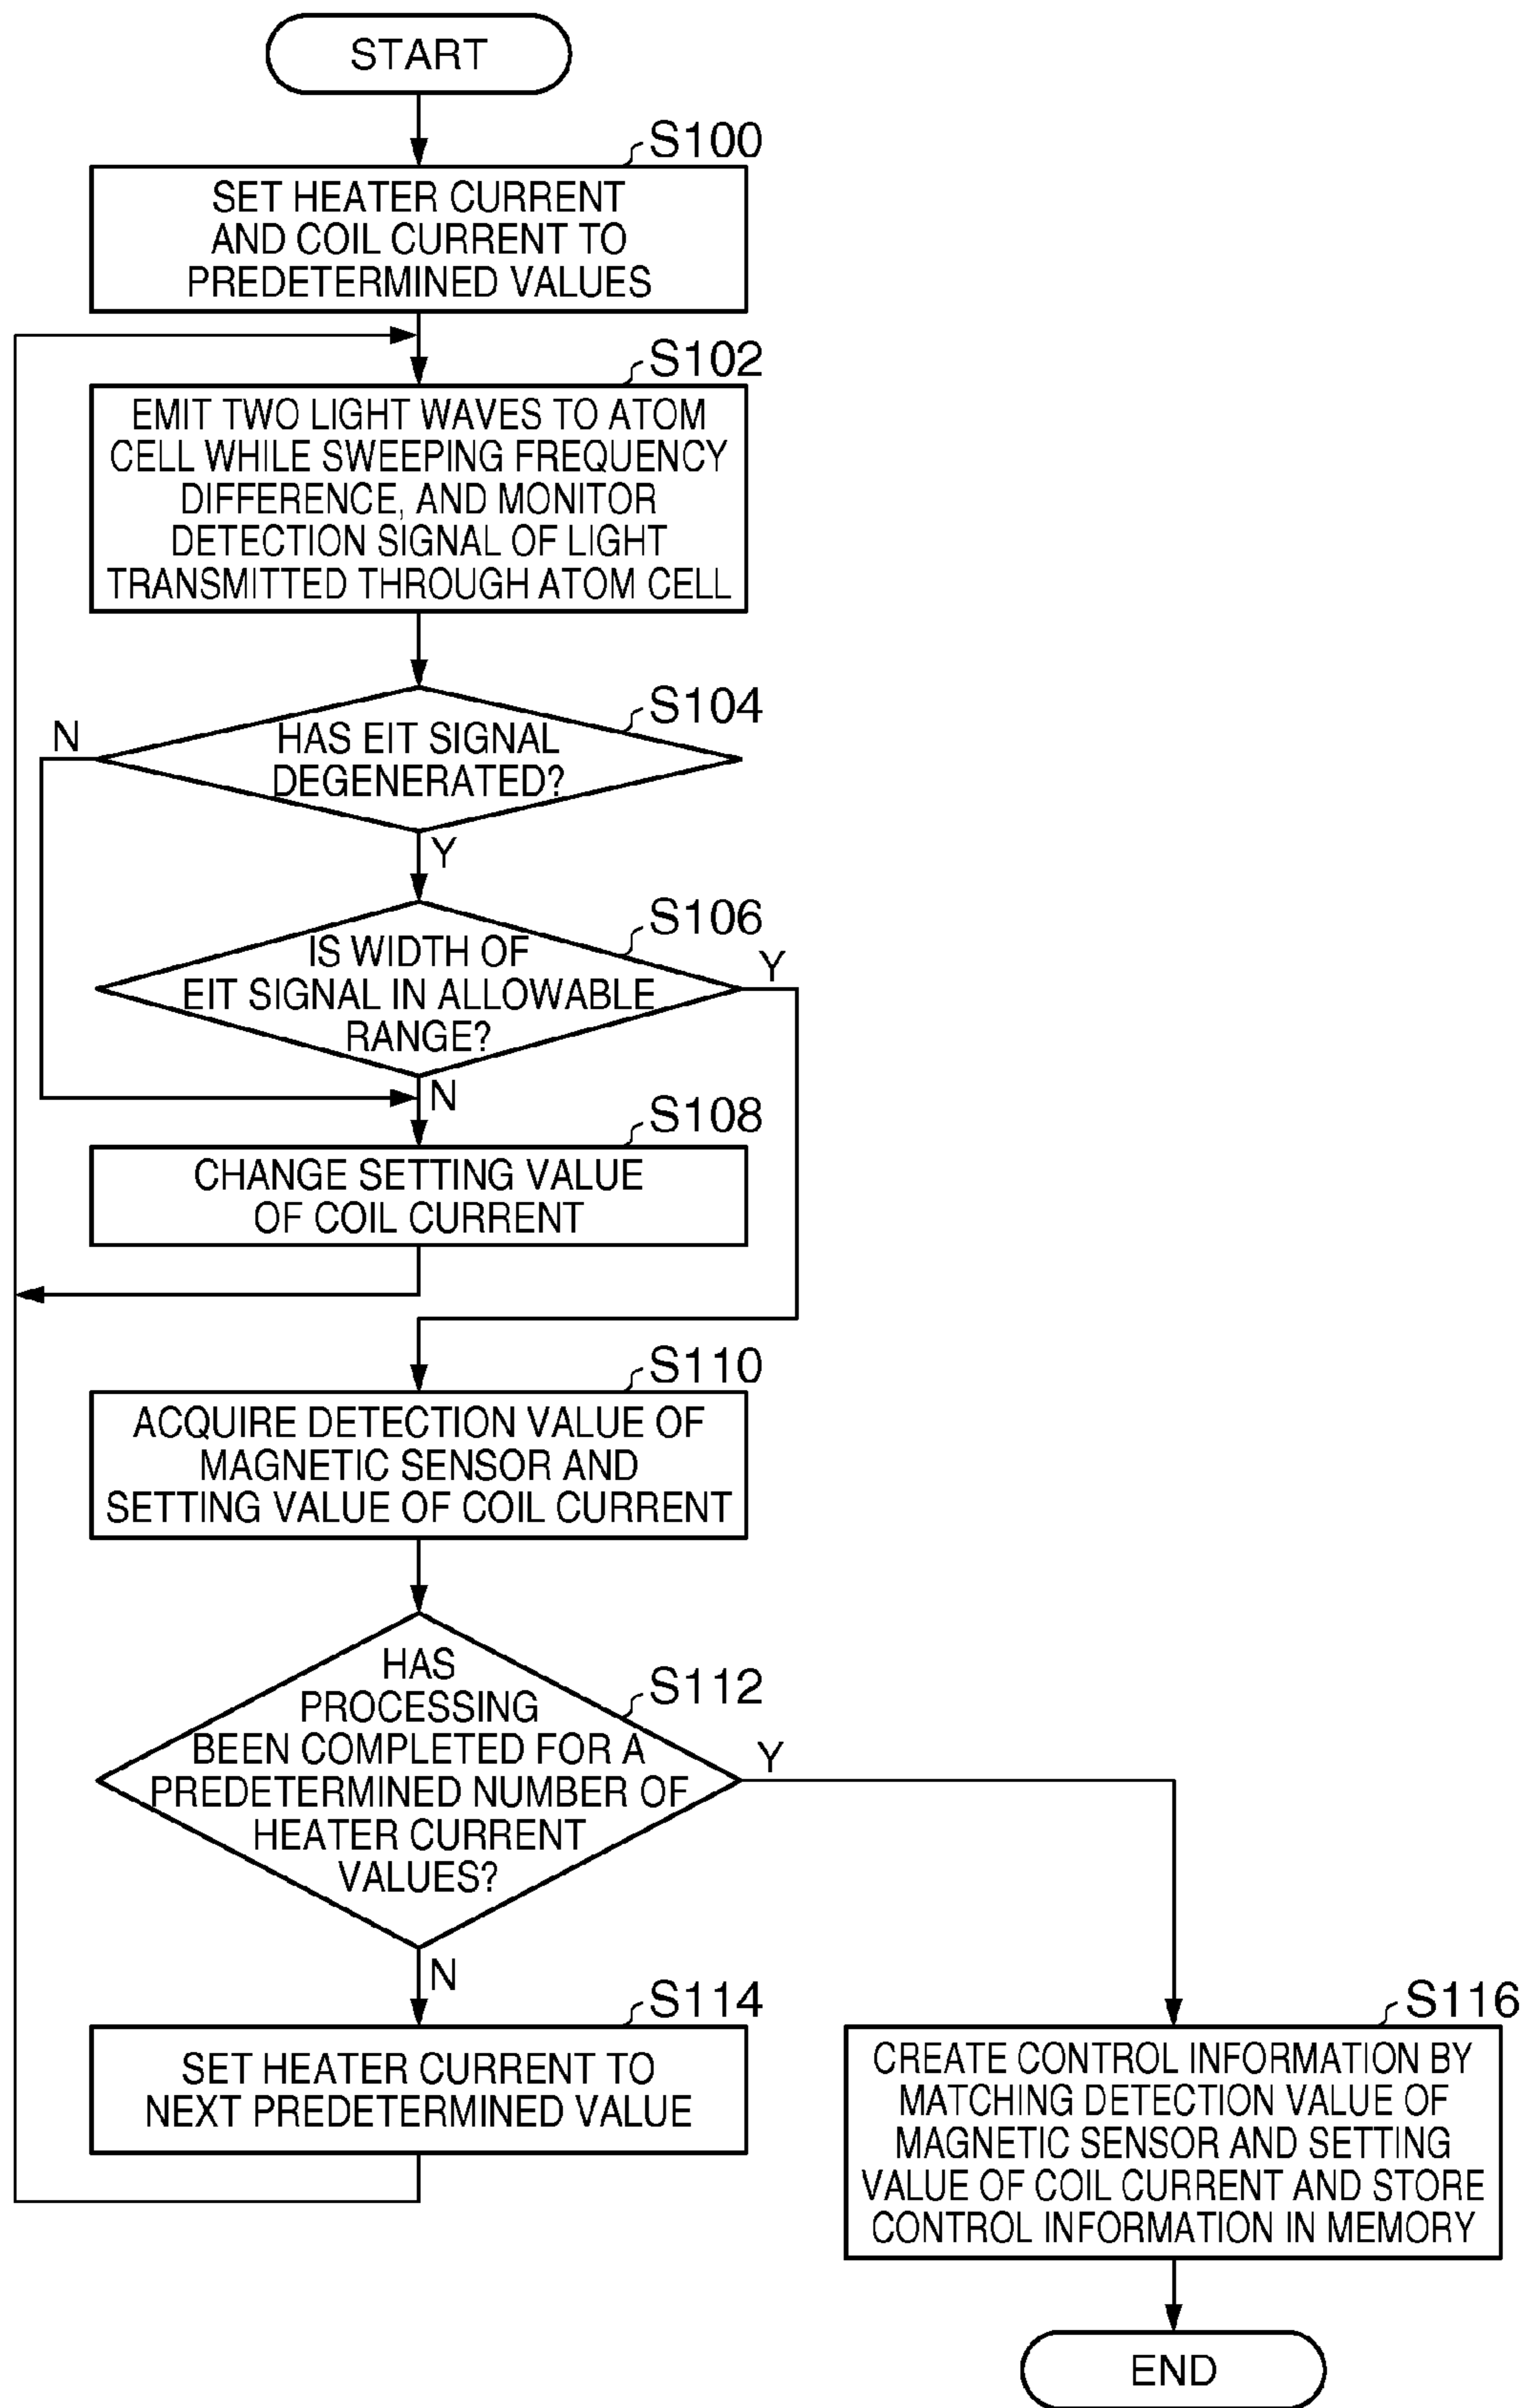 START
S100
SET HEATER CURRENT
AND COIL CURRENT TO
PREDETERMINED VALUES
S102
EMIT TWO LIGHT WAVES TO ATOM
CELL WHILE SWEEPING FREQUENCY
DIFFERENCE, AND MONITOR
DETECTION SIGNAL OF LIGHT
TRANSMITTED THROUGH ATOM CELL
S104
N
HAS EIT SIGNAL
DEGENERATED?
Y
S106
IS WIDTH OF
EIT SIGNAL IN ALLOWABLE
RANGE?
Y
N
S108
CHANGE SETTING VALUE
OF COIL CURRENT
S110
ACQUIRE DETECTION VALUE OF
MAGNETIC SENSOR AND
SETTING VALUE OF COIL CURRENT
S112
HAS
PROCESSING
BEEN COMPLETED FOR A
PREDETERMINED NUMBER OF
HEATER CURRENT
VALUES?
Y
N
S114
SET HEATER CURRENT TO
NEXT PREDETERMINED VALUE
S116
CREATE CONTROL INFORMATION BY
MATCHING DETECTION VALUE OF
MAGNETIC SENSOR AND SETTING
VALUE OF COIL CURRENT AND STORE
CONTROL INFORMATION IN MEMORY
END